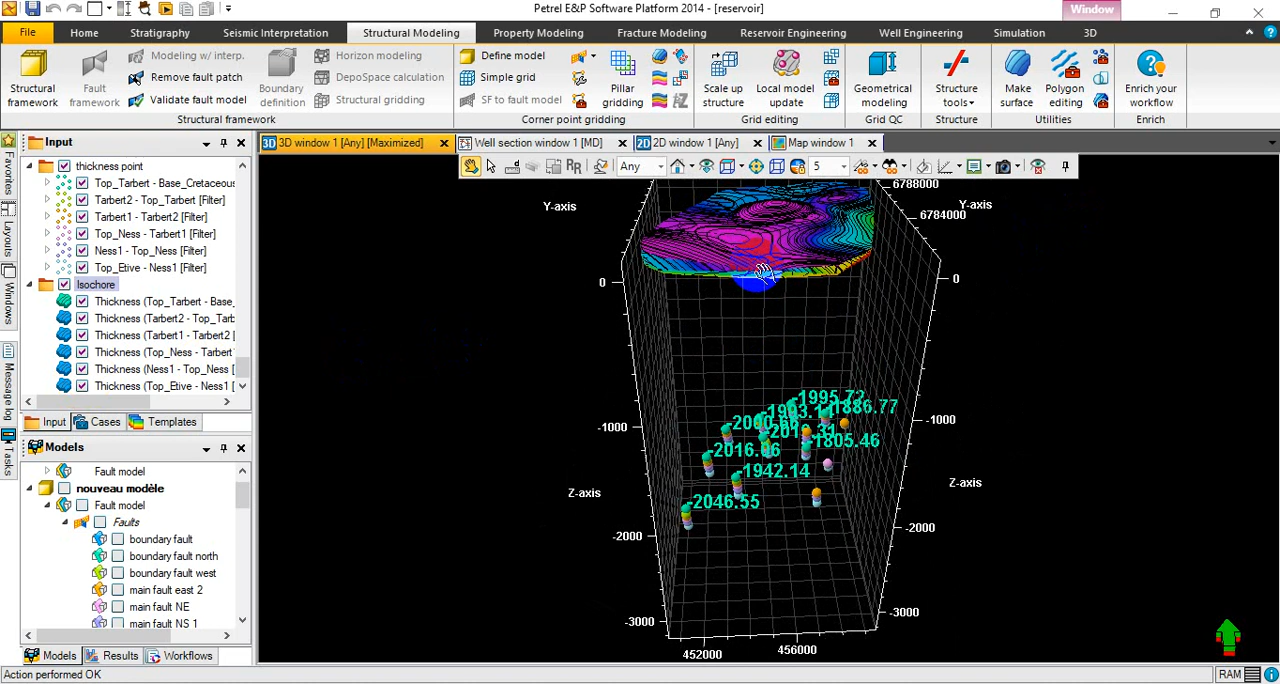 Petrel E&P Software Platform 2014 - [reservoir]
Window
File
Home
Stratigraphy
Seismic Interpretation
Structural Modeling
Property Modeling
Fracture Modeling
Reservoir Engineering
Well Engineering
Simulation
3D
Structural
framework
Fault
framework
Modeling w/ interp.
Remove fault patch
Validate fault model
Boundary
definition
Horizon modeling
DepoSpace calculation
Structural gridding
Structural framework
Define model
Simple grid
SF to fault model
Pillar
gridding
Corner point gridding
Scale up
structure
Local model
update
Grid editing
Geometrical
modeling
Grid QC
Structure
tools
Structure
Make
surface
Polygon
editing
Utilities
Enrich your
workflow
Enrich
Favorites
Layouts
Windows
Message log
Tasks
Input
thickness point
Top_Tarbert - Base_Cretaceous
Tarbert2 - Top_Tarbert [Filter]
Tarbert1 - Tarbert2 [Filter]
Top_Ness - Tarbert1 [Filter]
Ness1 - Top_Ness [Filter]
Top_Etive - Ness1 [Filter]
Isochore
Thickness (Top_Tarbert - Base_
Thickness (Tarbert2 - Top_Tarb
Thickness (Tarbert1 - Tarbert2 [
Thickness (Top_Ness - Tarbert1
Thickness (Ness1 - Top_Ness [
Thickness (Top_Etive - Ness1 [
Input
Cases
Templates
Models
Fault model
nouveau modèle
Fault model
Faults
boundary fault
boundary fault north
boundary fault west
main fault east 2
main fault NE
main fault NS 1
Models
Results
Workflows
3D window 1 [Any] [Maximized]
Well section window 1 [MD]
2D window 1 [Any]
Map window 1
Any
5
6788000
6784000
Y-axis
Y-axis
0
0
-1000
-1000
Z-axis
Z-axis
-2000
-2000
-3000
-3000
452000
456000
-1995.72
1886.77
-1805.46
-2016.06
-1942.14
-2046.55
Action performed OK
RAM